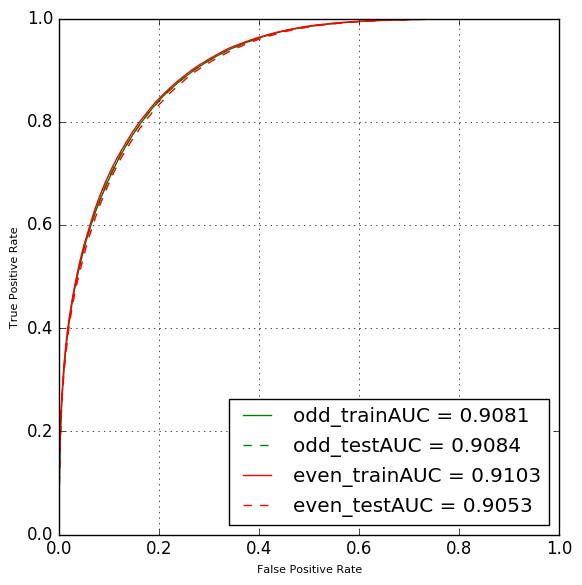 1.0
0.8
0.6
0.4
0.2
0.0
True Positive Rate
odd_trainAUC = 0.9081
odd_testAUC = 0.9084
even_trainAUC = 0.9103
even_testAUC = 0.9053
0.0 0.2 0.4 0.6 0.8 1.0
False Positive Rate